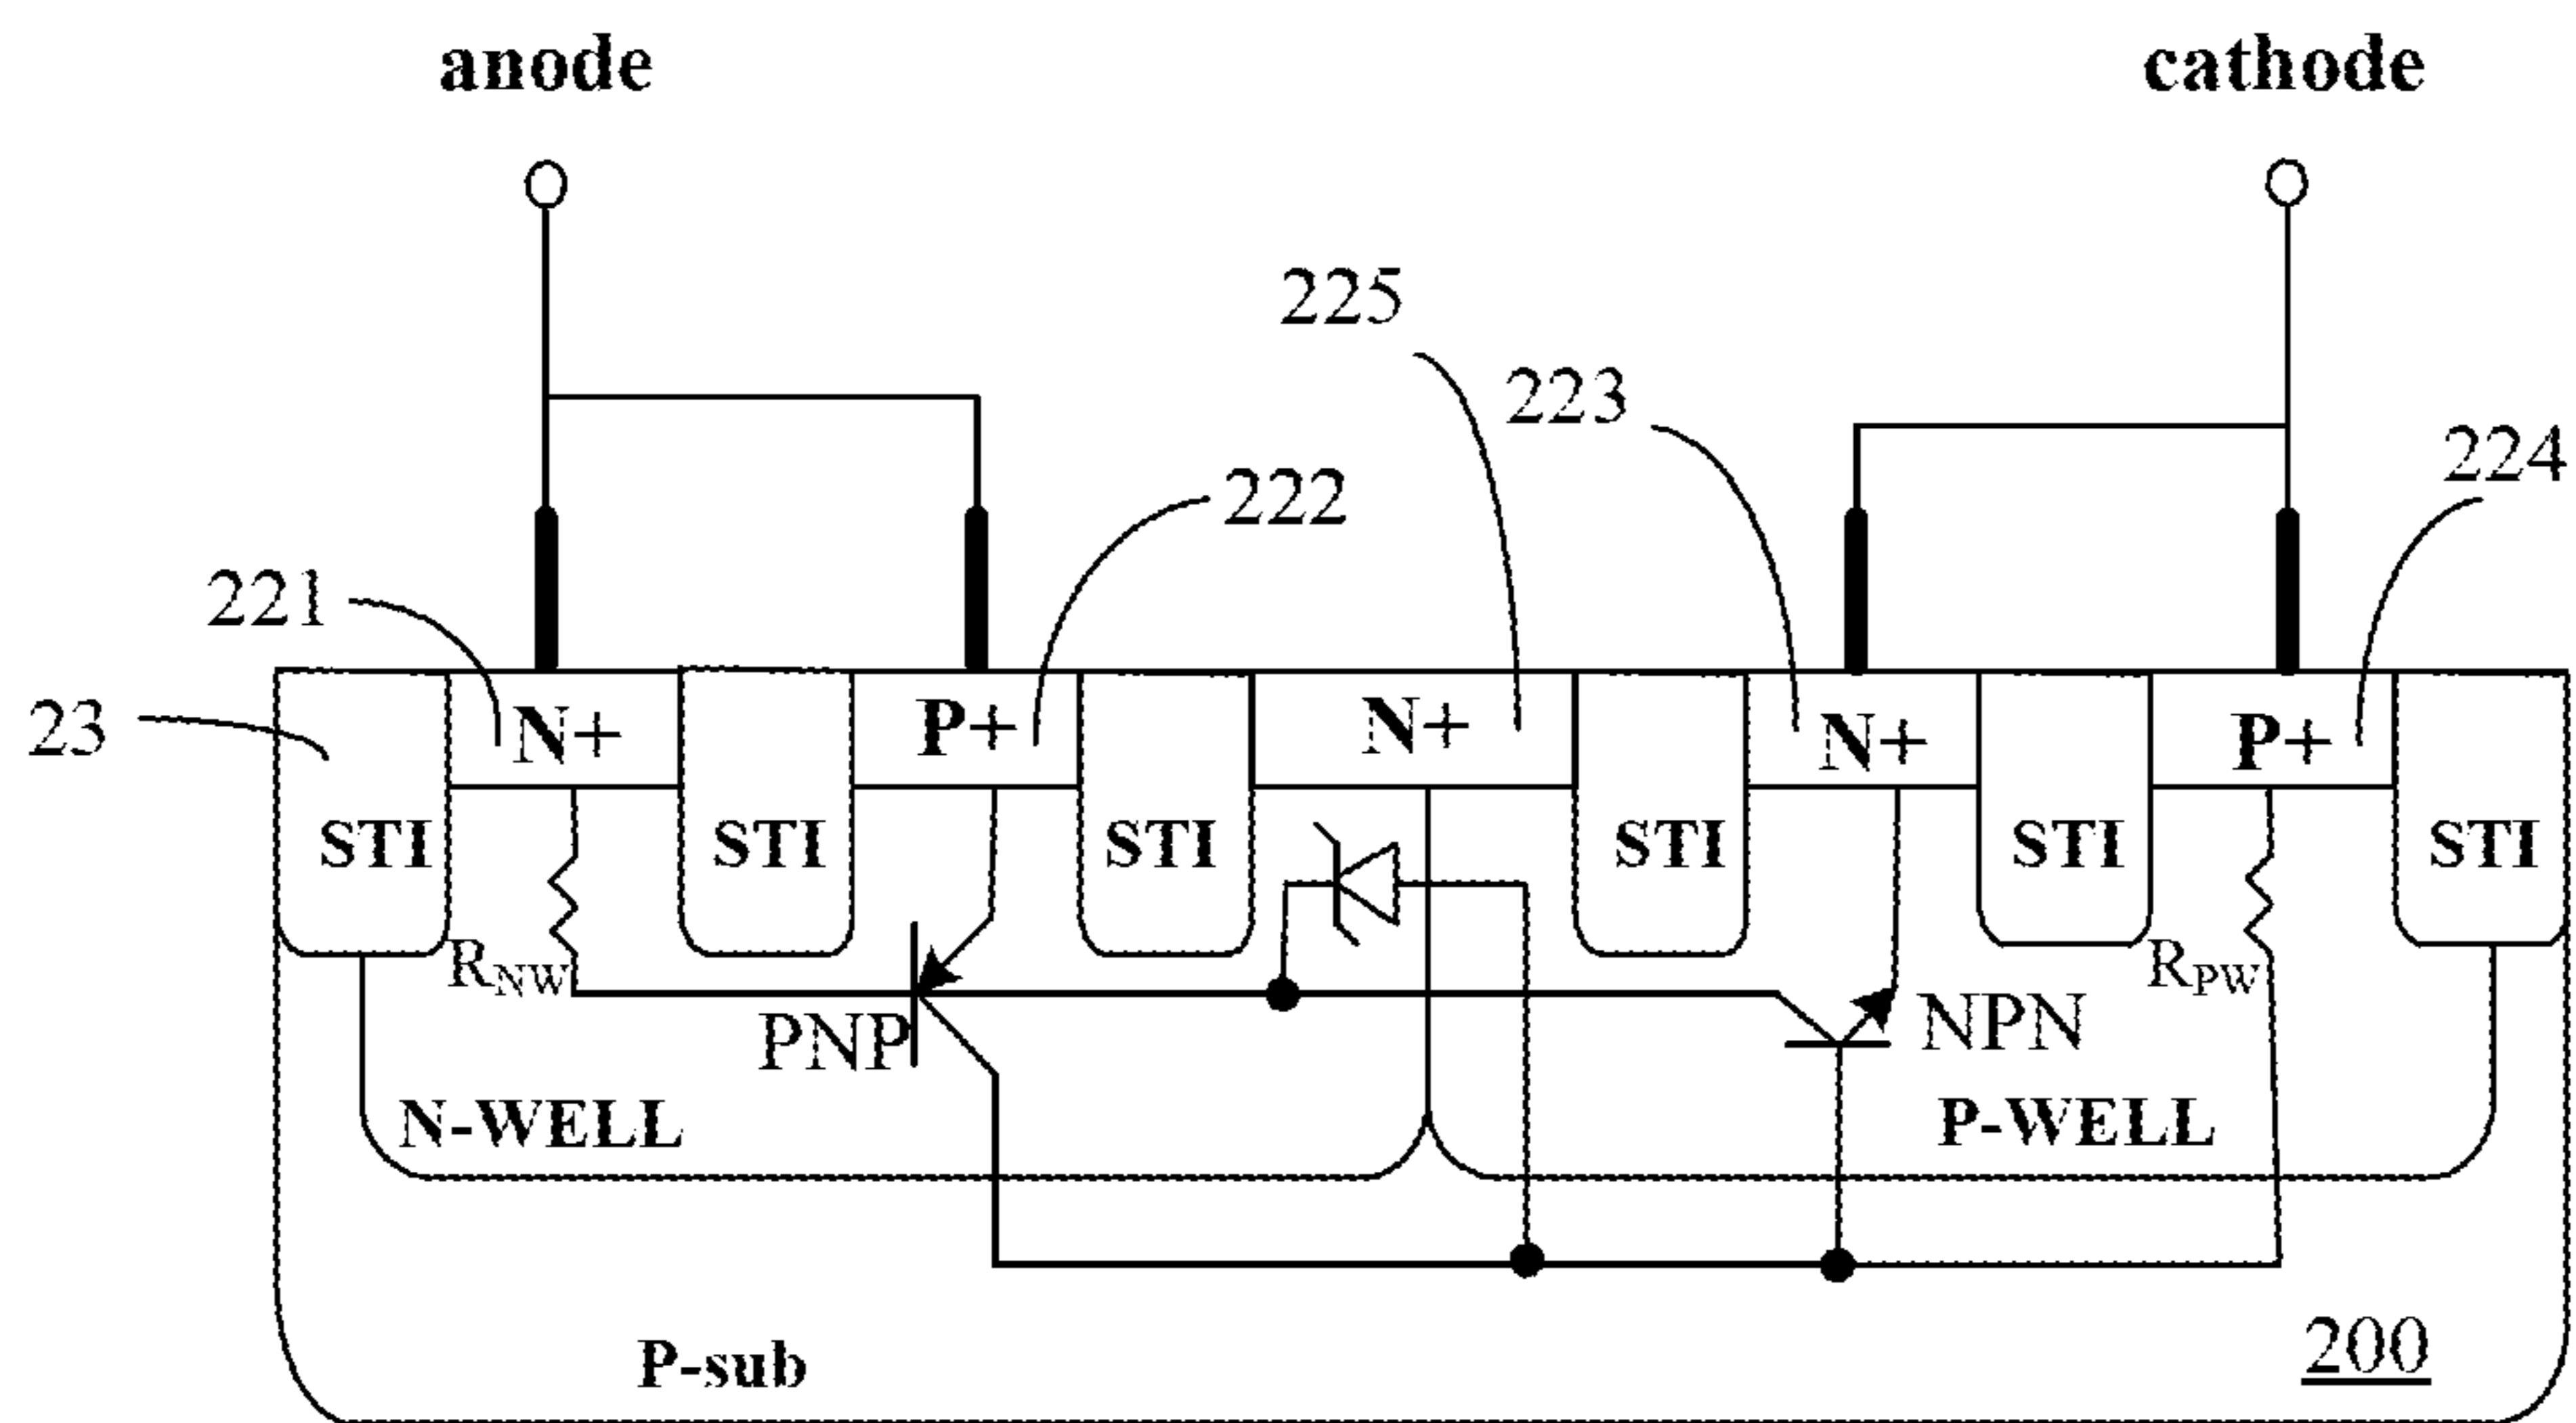 anode
cathode
225
223
224
222
221
23
N+
P+
N+
N+
P+
STI
STI
STI
STI
STI
STI
R_NW
R_PW
PNP
NPN
N-WELL
P-WELL
P-sub
200